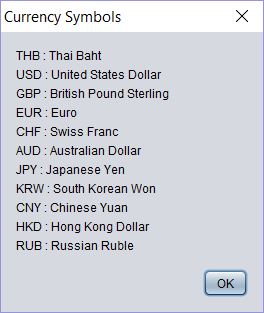 Currency Symbols
THB : Thai Baht
USD : United States Dollar
GBP : British Pound Sterling
EUR : Euro
CHF : Swiss Franc
AUD : Australian Dollar
JPY : Japanese Yen
KRW : South Korean Won
CNY : Chinese Yuan
HKD : Hong Kong Dollar
RUB : Russian Ruble
OK